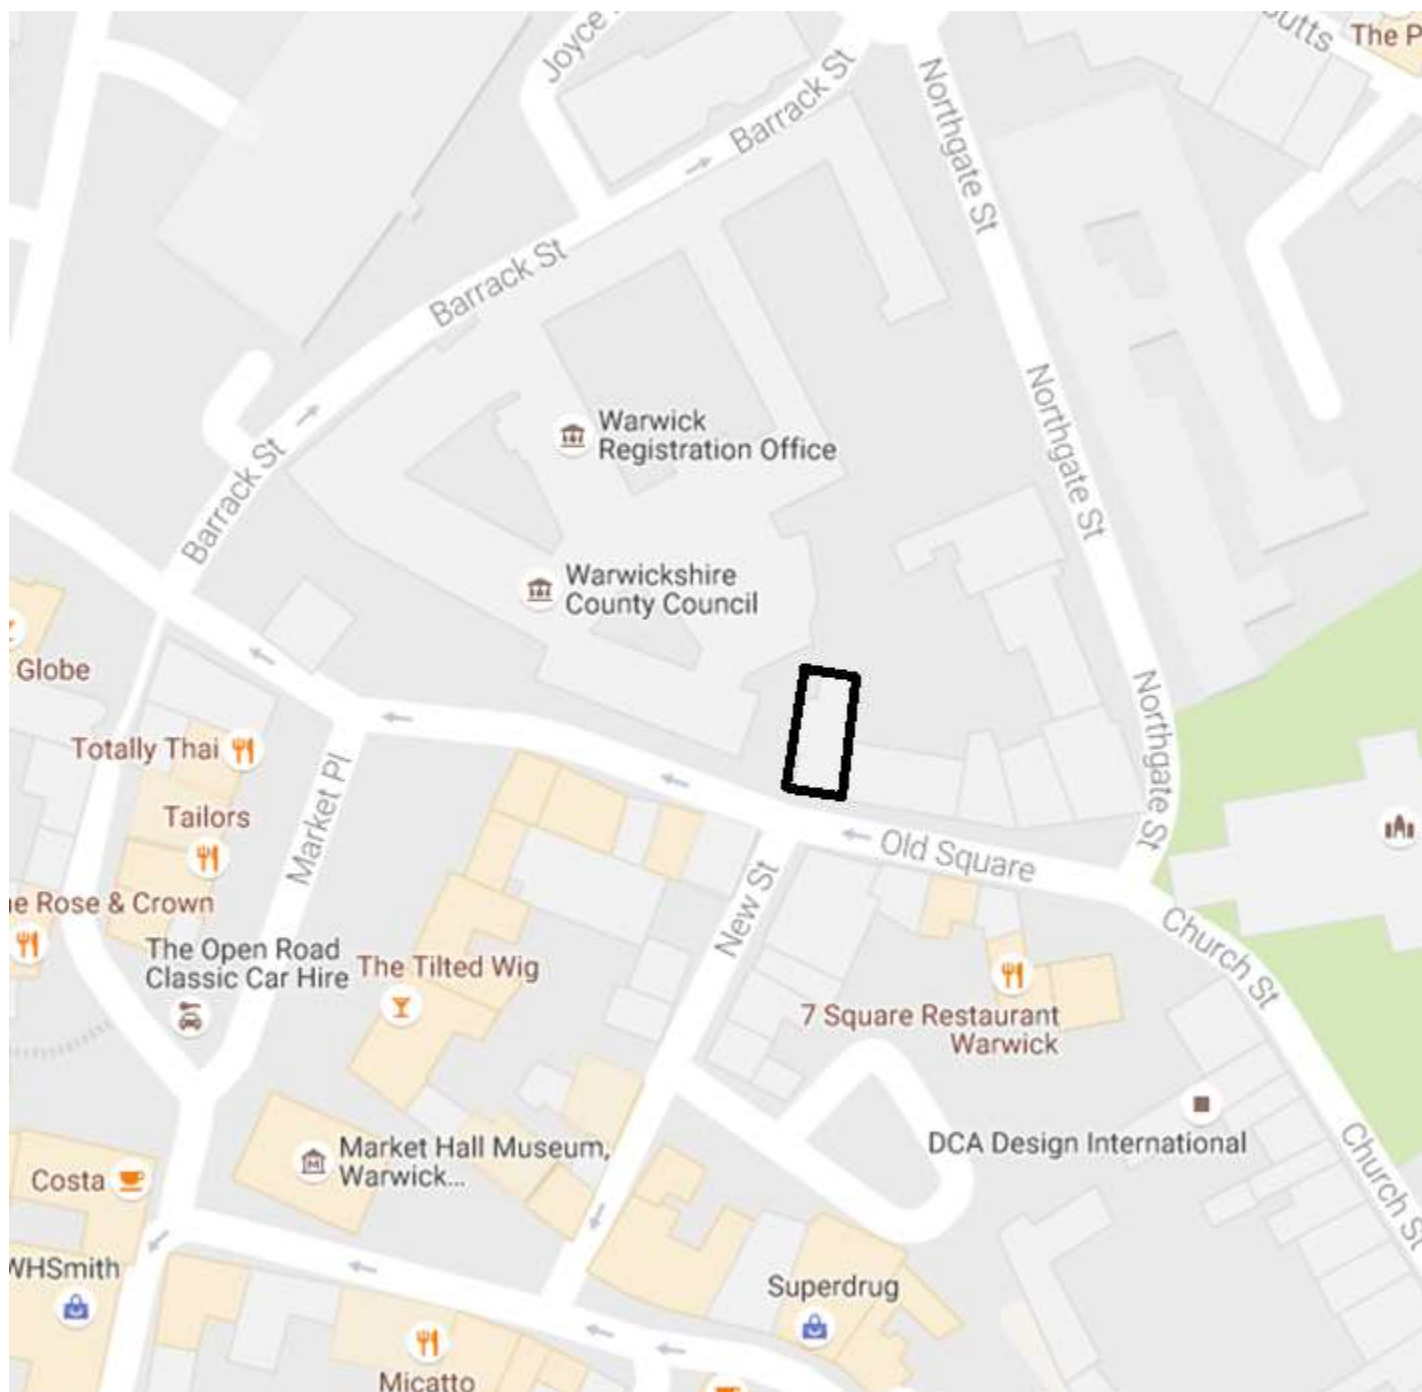 Joyce
Butts
The P
Barrack St
Northgate St
Northgate St
Barrack St
Warwick
Registration Office
Northgate St
Barrack St
Warwickshire
County Council
Globe
Northgate St
Totally Thai
Market Pl
Tailors
Old Square
New St
Rose & Crown
The Open Road
Classic Car Hire
The Tilted Wig
Church St
7 Square Restaurant
Warwick
DCA Design International
Market Hall Museum,
Warwick...
Church St
Costa
WHSmith
Superdrug
Micatto